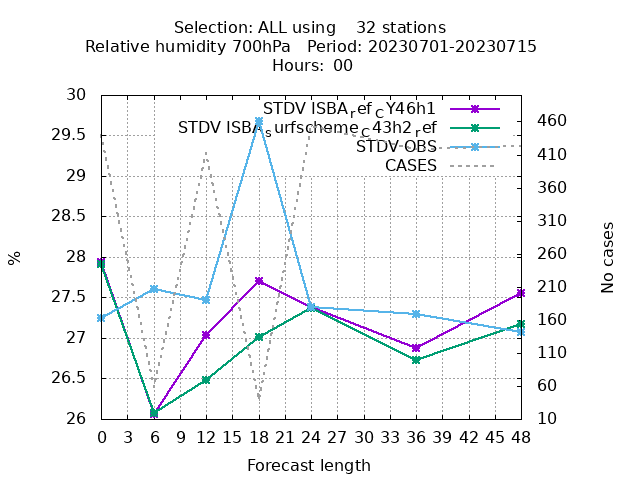 Selection: ALL using    32 stations
Relative humidity 700hPa   Period: 20230701-20230715
Hours:  00
30
29.5
29
28.5
28
27.5
27
26.5
26
%
STDV ISBA_ref_CY46h1
STDV ISBA_surfscheme_C43h2_ref
STDV OBS
CASES
460
410
360
310
260
210
160
110
60
10
No cases
0 3 6 9 12 15 18 21 24 27 30 33 36 39 42 45 48
Forecast length